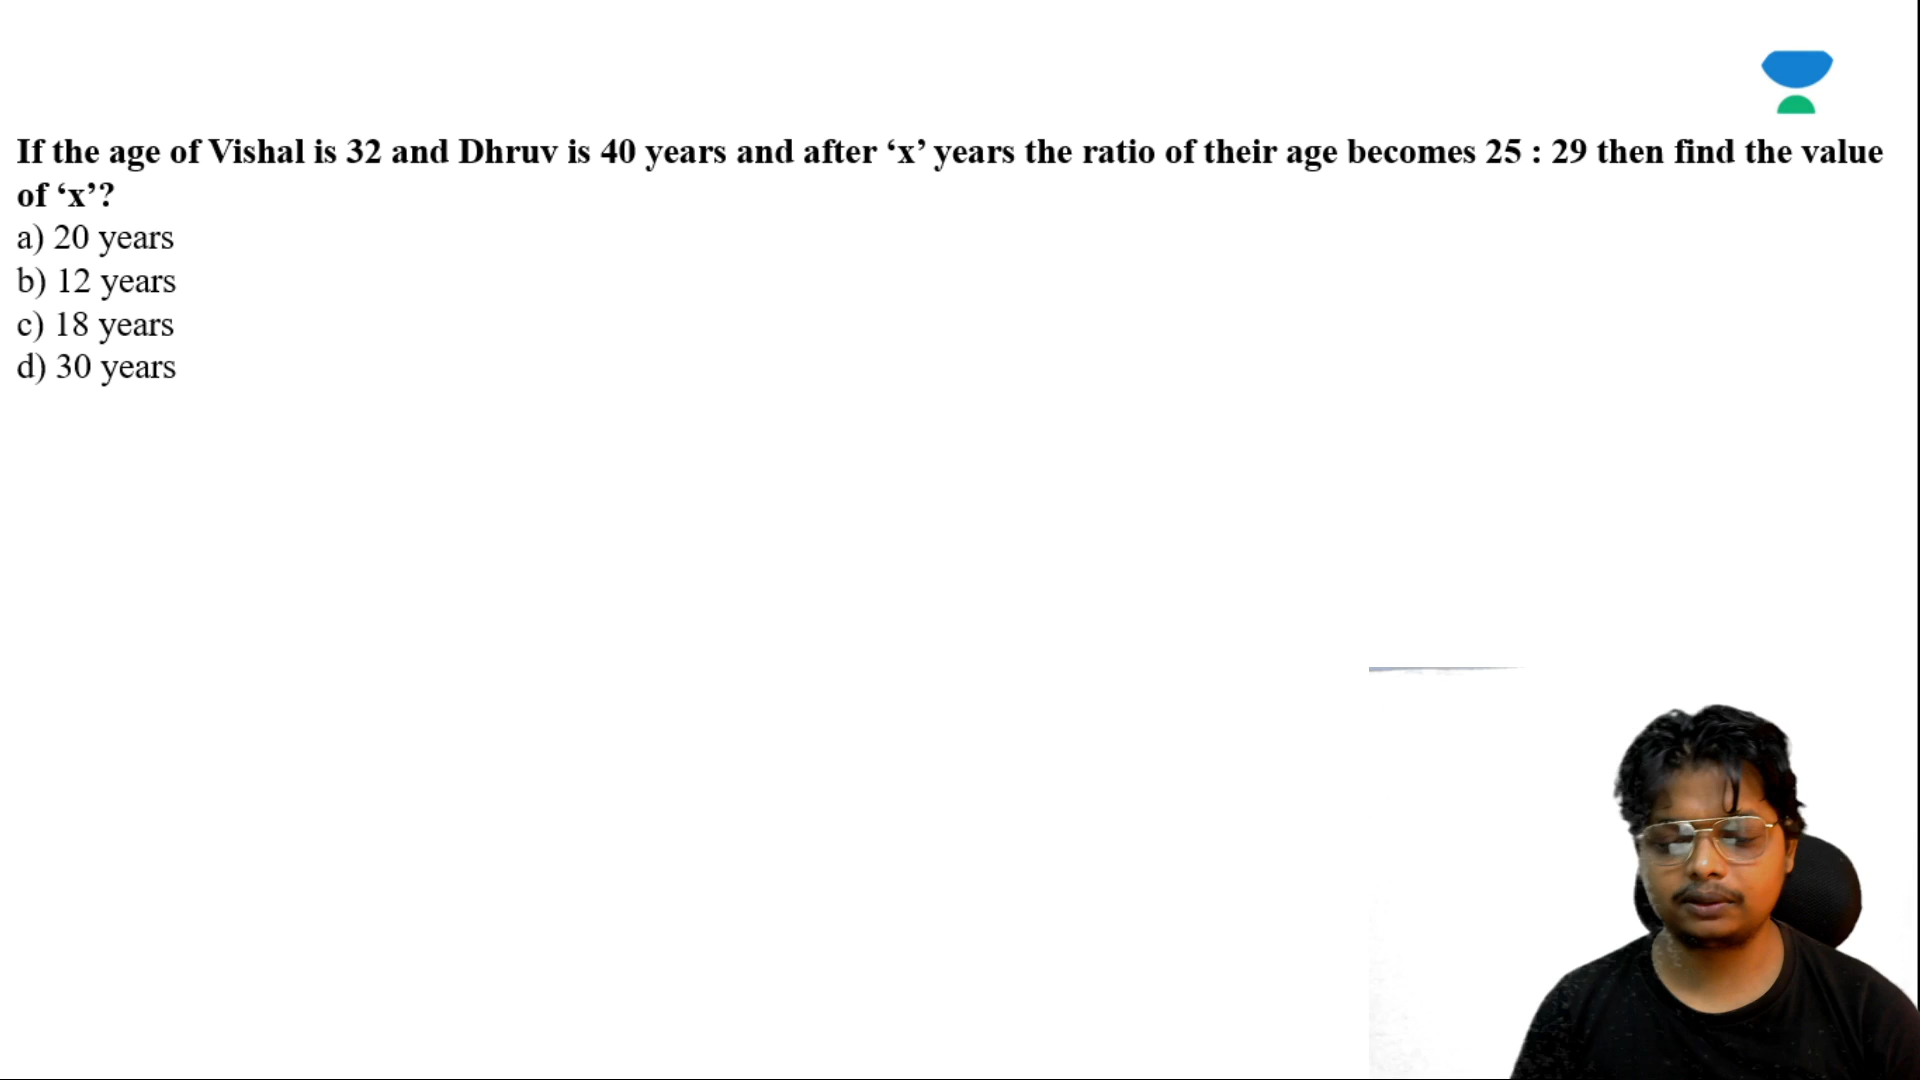 If the age of Vishal is 32 and Dhruv is 40 years and after ‘x’ years the ratio of their age becomes 25 : 29 then find the value
of ‘x’?
a) 20 years
b) 12 years
c) 18 years
d) 30 years